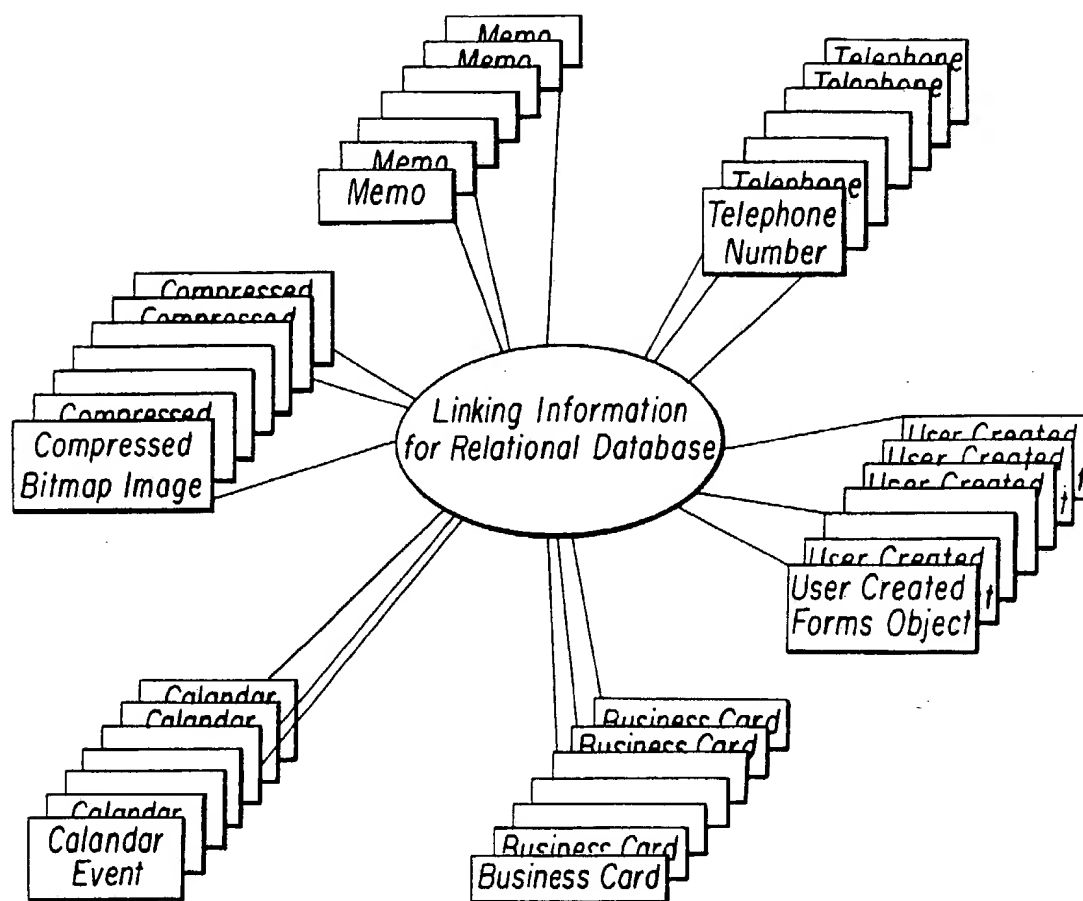 Memo
Memo
Memo
Memo
Telephone
Telephone
Telephone
Telephone
Number
Compressed
Compressed
Compressed
Compressed
Bitmap Image
Linking Information
for Relational Database
User Created
User Created
t
User Created
t
User Created
t
User Created
Forms Object
Calandar
Calandar
Calandar
Calandar
Event
Business Card
Business Card
Business Card
Business Card